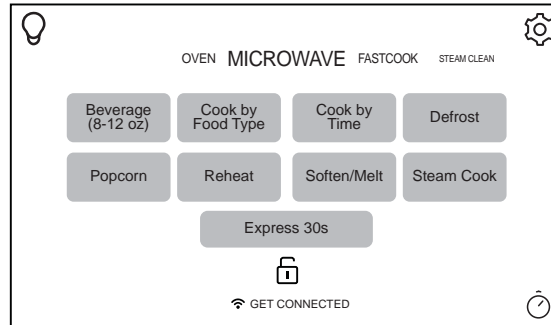 OVEN MICROWAVE FASTCOOK STEAM CLEAN
Beverage
(8-12 oz)
Cook by
Food Type
Cook by
Time
Defrost
Popcorn
Reheat
Soften/Melt
Steam Cook
Express 30s
GET CONNECTED